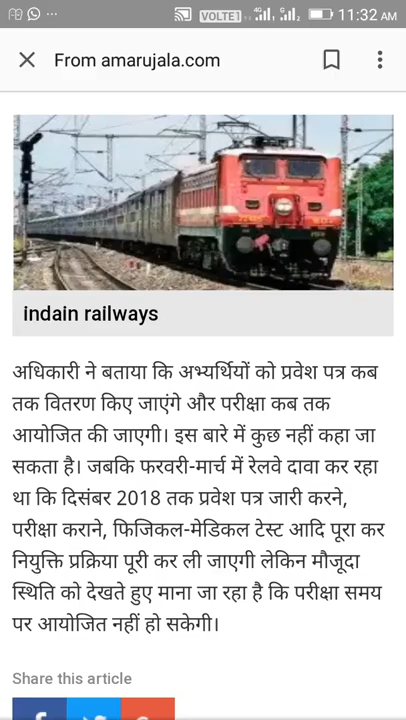 VOLTE1 4G G 11:32 AM
From amarujala.com
indain railways
अधिकारी ने बताया कि अभ्यर्थियों को प्रवेश पत्र कब
तक वितरण किए जाएंगे और परीक्षा कब तक
आयोजित की जाएगी। इस बारे में कुछ नहीं कहा जा
सकता है। जबकि फरवरी-मार्च में रेलवे दावा कर रहा
था कि दिसंबर 2018 तक प्रवेश पत्र जारी करने,
परीक्षा कराने, फिजिकल-मेडिकल टेस्ट आदि पूरा कर
नियुक्ति प्रक्रिया पूरी कर ली जाएगी लेकिन मौजूदा
स्थिति को देखते हुए माना जा रहा है कि परीक्षा समय
पर आयोजित नहीं हो सकेगी।
Share this article